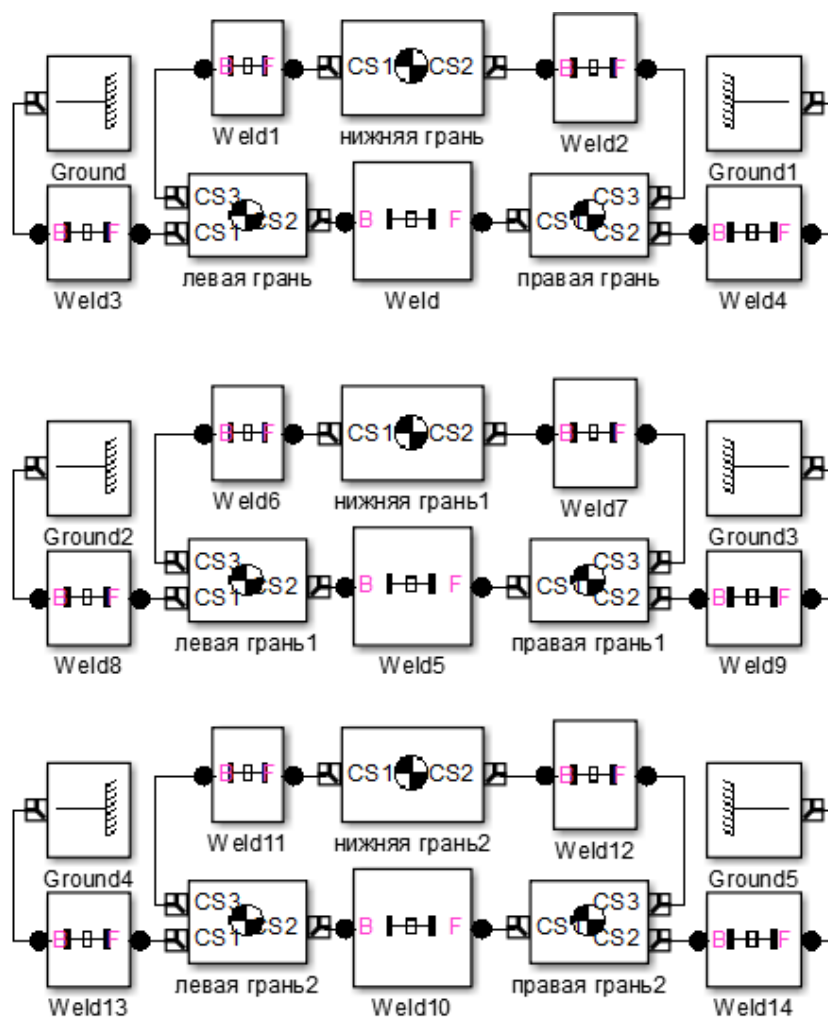 B F CS1 CS2 B F
Weld1 нижняя грань Weld2
Ground Ground1
CS3 CS3
B F CS1 CS2 B F CS CS2 B F
Weld3 левая грань Weld правая грань Weld4
B F CS1 CS2 B F
Weld6 нижняя грань1 Weld7
Ground2 Ground3
CS3 CS3
B F CS1 CS2 B F CS CS2 B F
Weld8 левая грань1 Weld5 правая грань1 Weld9
B F CS1 CS2 B F
Weld11 нижняя грань2 Weld12
Ground4 Ground5
CS3 CS3
B F CS1 CS2 B F CS CS2 B F
Weld13 левая грань2 Weld10 правая грань2 Weld14